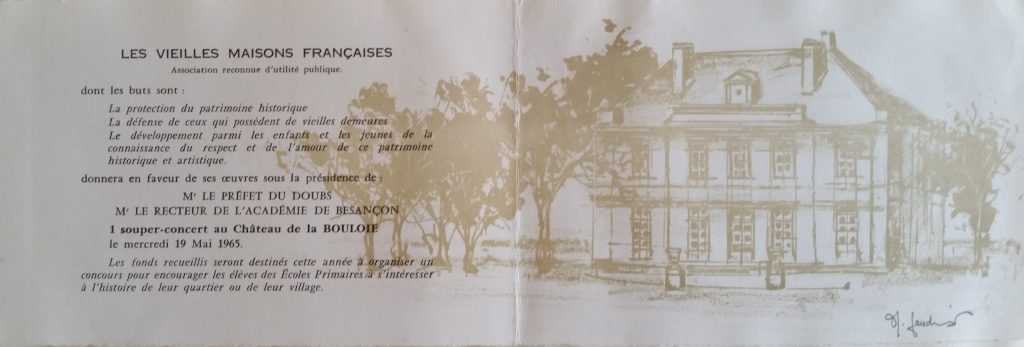 LES VIEILLES MAISONS FRANÇAISES
Association reconnue d'utilité publique.
dont les buts sont :
La protection du patrimoine historique
La défense de ceux qui possèdent de vieilles demeures
Le développement parmi les enfants et les jeunes de la
connaissance du respect et de l'amour de ce patrimoine
historique et artistique.
donnera en faveur de ses œuvres sous la présidence de :
Mr LE PRÉFET DU DOUBS
Mr LE RECTEUR DE L'ACADÉMIE DE BESANÇON
1 souper-concert au Château de la BOULOIE
le mercredi 19 Mai 1965.
Les fonds recueillis seront destinés cette année à organiser un
concours pour encourager les élèves des Écoles Primaires à s'intéresser
à l'histoire de leur quartier ou de leur village.